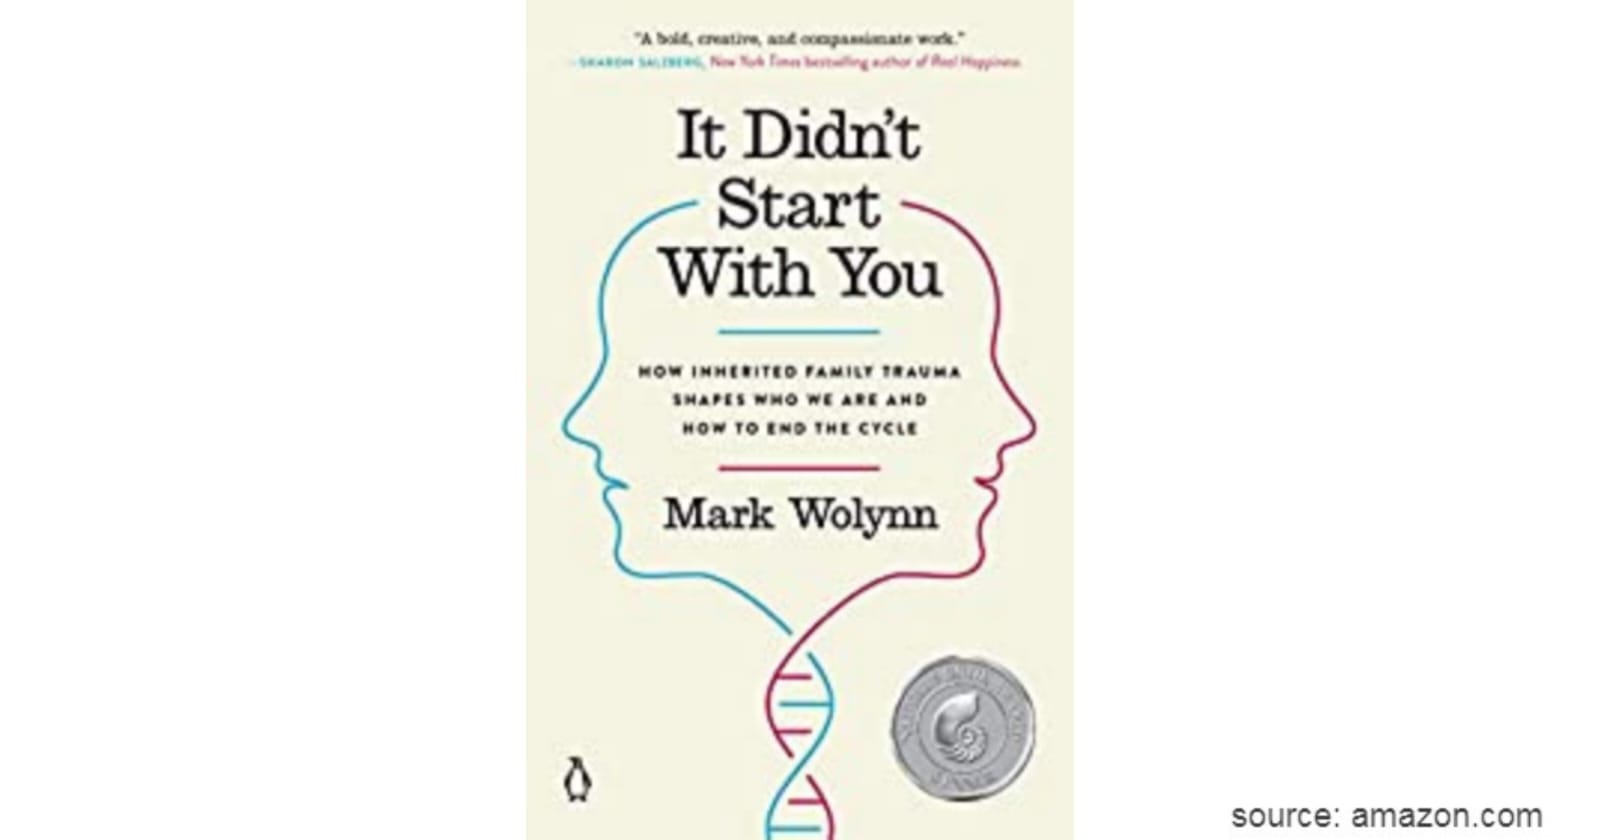 "A bold, creative, and compassionate work."
—SHARON SALZBERG, New York Times bestselling author of Real Happiness
It Didn't
Start
With You
HOW INHERITED FAMILY TRAUMA
SHAPES WHO WE ARE AND
HOW TO END THE CYCLE
Mark Wolynn
source: amazon.com